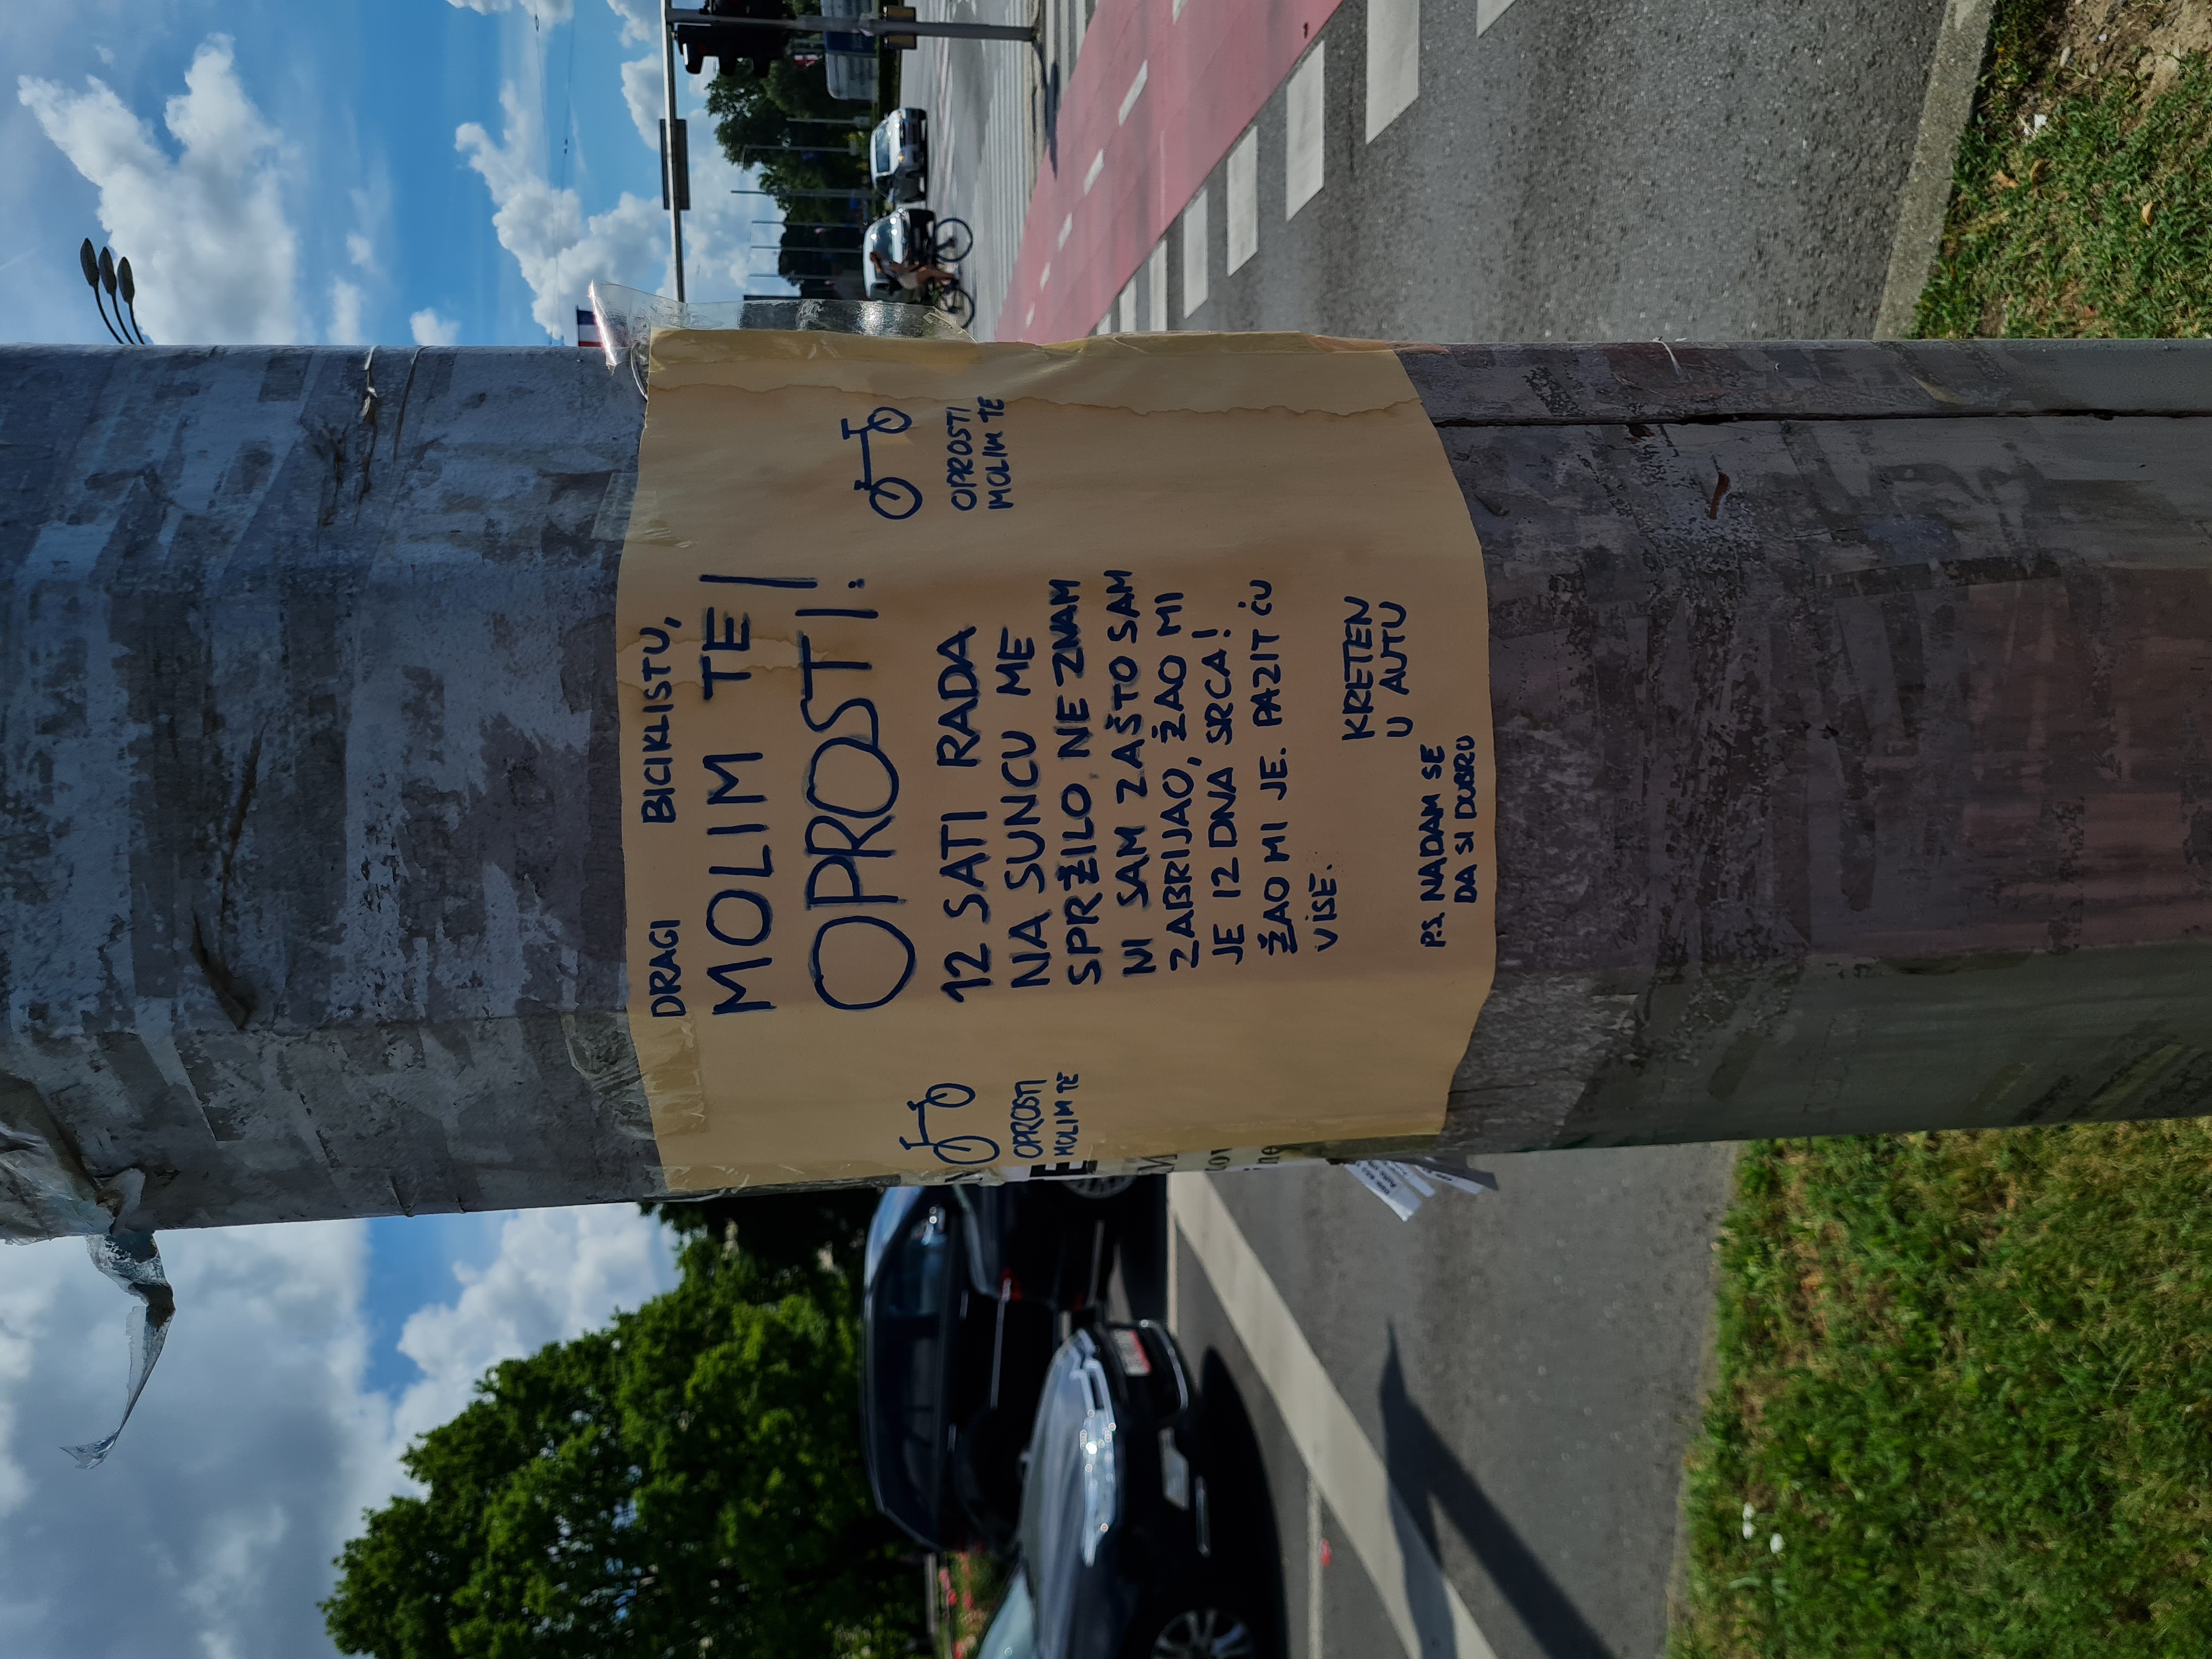 DRAGI BICIKLISTU,
MOLIM TE
OPROSTI!
12 SATI RADA
NA SUNCU ME
SPRŽILO, NE ZNAM
NI SAM ZAŠTO SAM
ZABRIJAO, ŽAO MI
JE IZ DNA SRCA!
ŽAO MI JE. PAZIT ĆU
VIŠE.
KRETEN
U AUTU
P.S. NADAM SE
DA SI DOBRO
OPROSTI
MOLIM TE
OPROSTI
MOLIM TE